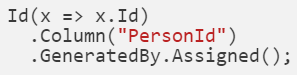 Id(x => x.Id)
  .Column("PersonId")
  .GeneratedBy.Assigned();